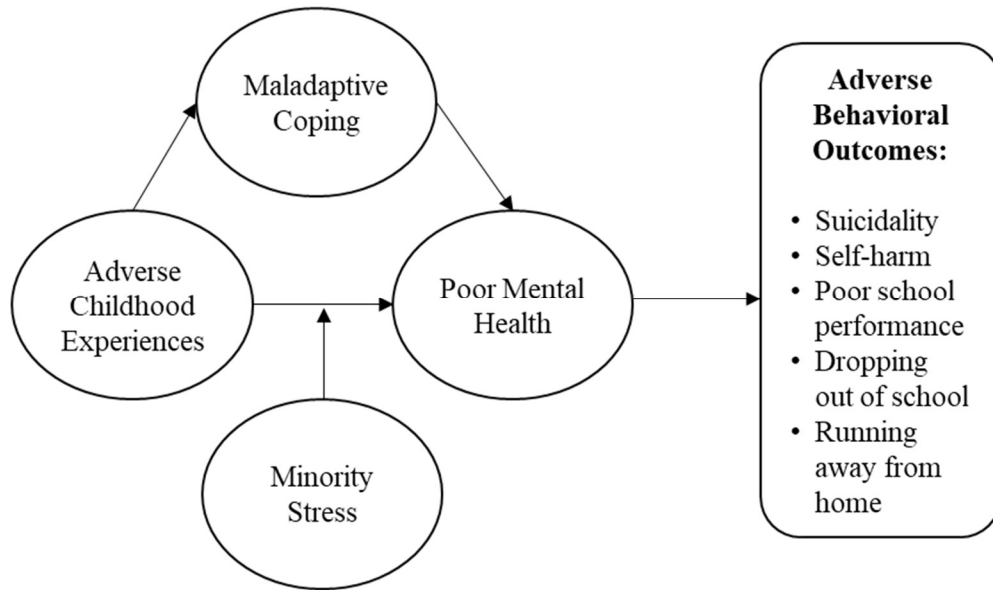 Maladaptive
Coping
Adverse
Childhood
Experiences
Poor Mental
Health
Minority
Stress
Adverse
Behavioral
Outcomes:
• Suicidality
• Self-harm
• Poor school
performance
• Dropping
out of school
• Running
away from
home